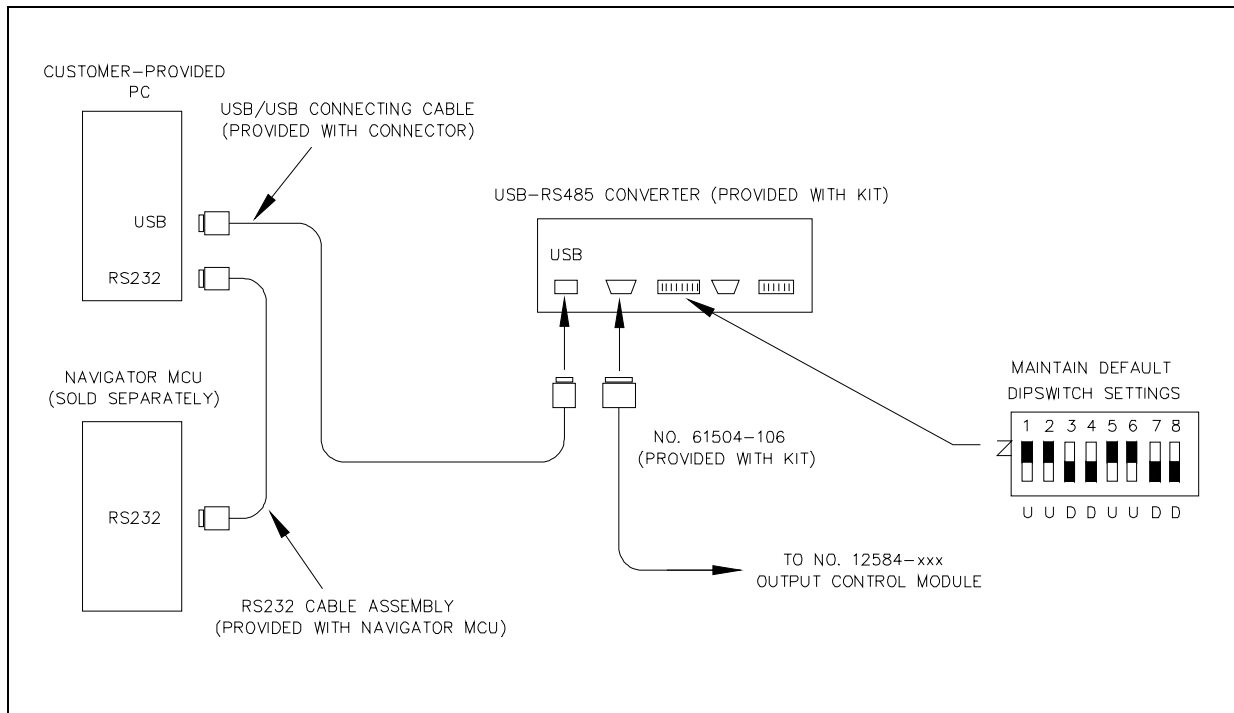 CUSTOMER-PROVIDED
PC
USB/USB CONNECTING CABLE
(PROVIDED WITH CONNECTOR)
USB
RS232
USB-RS485 CONVERTER (PROVIDED WITH KIT)
USB
NAVIGATOR MCU
(SOLD SEPARATELY)
RS232
RS232 CABLE ASSEMBLY
(PROVIDED WITH NAVIGATOR MCU)
NO. 61504-106
(PROVIDED WITH KIT)
TO NO. 12584-xxx
OUTPUT CONTROL MODULE
MAINTAIN DEFAULT
DIPSWITCH SETTINGS
1 2 3 4 5 6 7 8
U U D D U U D D